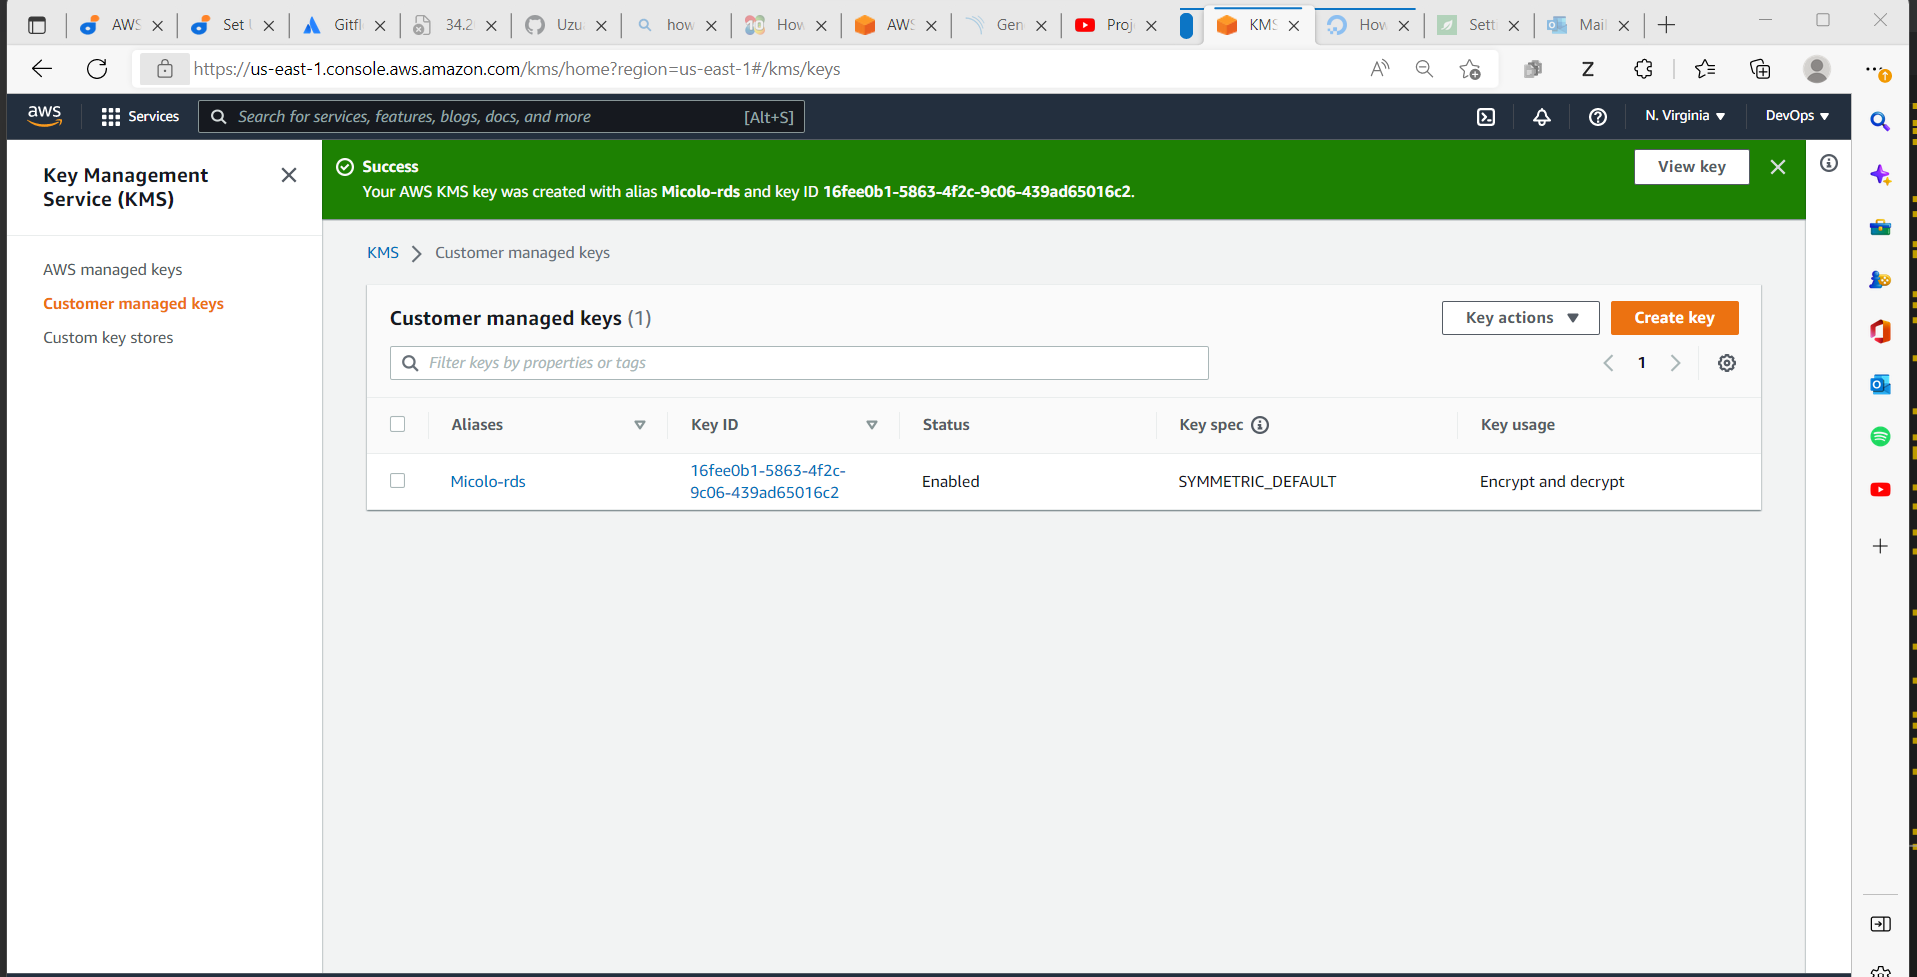 AWS
Set
Gitfl
34.2
Uzu
how
How
AWS
Gen
Proj
KMS
How
Sett
Mail
https://us-east-1.console.aws.amazon.com/kms/home?region=us-east-1#/kms/keys
A
Z
aws
Services
Search for services, features, blogs, docs, and more
[Alt+S]
N. Virginia
DevOps
Key Management
Service (KMS)
AWS managed keys
Customer managed keys
Custom key stores
Success
Your AWS KMS key was created with alias Micolo-rds and key ID 16fee0b1-5863-4f2c-9c06-439ad65016c2.
View key
KMS
Customer managed keys
Customer managed keys (1)
Key actions
Create key
Filter keys by properties or tags
1
Aliases
Key ID
Status
Key spec
Key usage
Micolo-rds
16fee0b1-5863-4f2c-
9c06-439ad65016c2
Enabled
SYMMETRIC_DEFAULT
Encrypt and decrypt